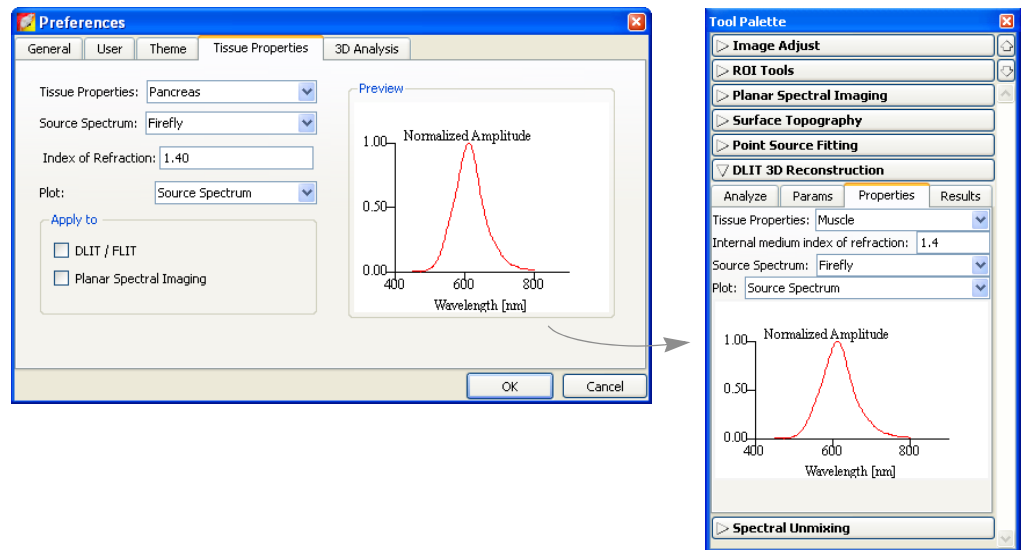 Preferences
General User Theme Tissue Properties 3D Analysis
Tissue Properties: Pancreas
Source Spectrum: Firefly
Index of Refraction: 1.40
Plot: Source Spectrum
Apply to
DLIT / FLIT
Planar Spectral Imaging
Preview
Normalized Amplitude
1.00
0.50
0.00
400 600 800
Wavelength [nm]
OK Cancel
Tool Palette
Image Adjust
ROI Tools
Planar Spectral Imaging
Surface Topography
Point Source Fitting
DLIT 3D Reconstruction
Analyze Params Properties Results
Tissue Properties: Muscle
Internal medium index of refraction: 1.4
Source Spectrum: Firefly
Plot: Source Spectrum
Normalized Amplitude
1.00
0.50
0.00
400 600 800
Wavelength [nm]
Spectral Unmixing